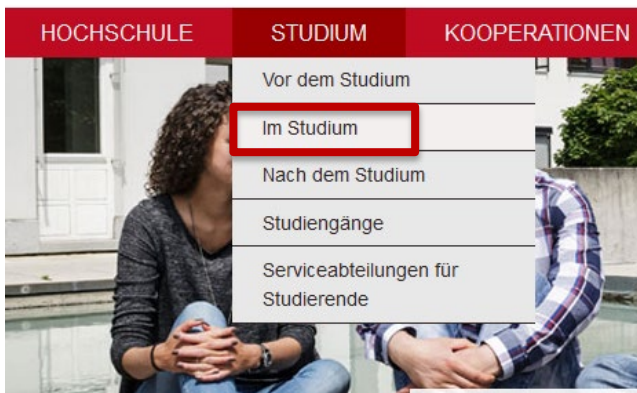 HOCHSCHULE STUDIUM KOOPERATIONEN
Vor dem Studium
Im Studium
Nach dem Studium
Studiengänge
Serviceabteilungen für
Studierende